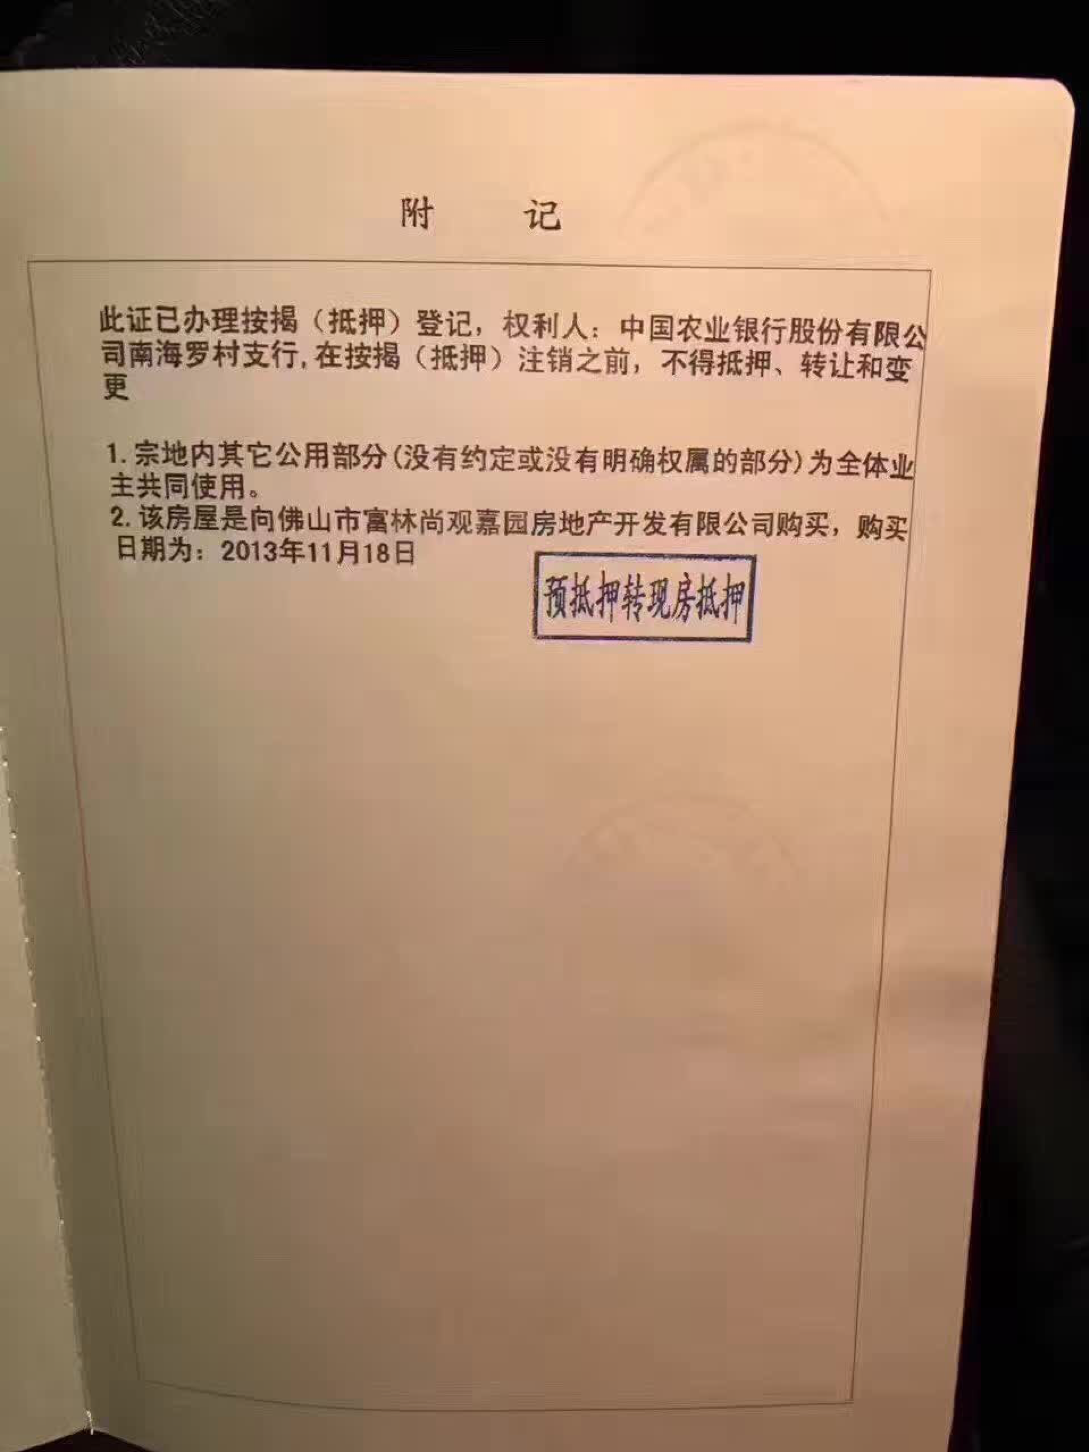 附 记
此证已办理按揭（抵押）登记，权利人：中国农业银行股份有限公
司南海罗村支行,在按揭（抵押）注销之前，不得抵押、转让和变
更
1.宗地内其它公用部分(没有约定或没有明确权属的部分)为全体业
主共同使用。
2.该房屋是向佛山市富林尚观嘉园房地产开发有限公司购买，购买
日期为：2013年11月18日
预抵押转现房抵押